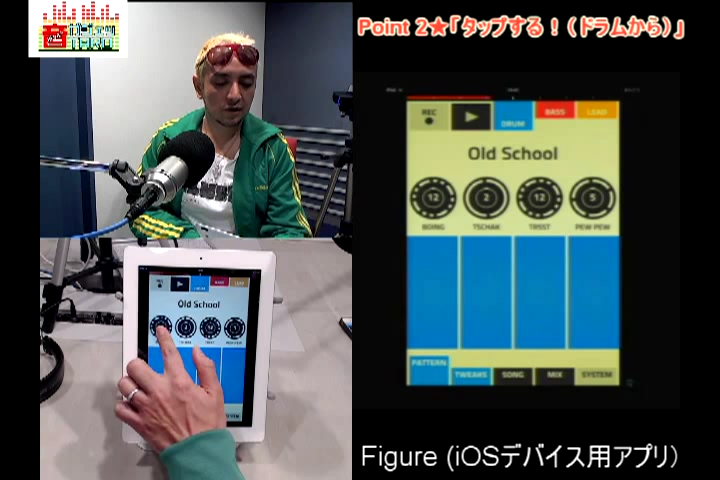 音
Point 2★「タップする！（ドラムから）」
REC
DRUM
BASS
LEAD
Old School
12
2
12
5
BOING
TSCHAK
TRSST
PEW PEW
PATTERN
TWEAKS
SONG
MIX
SYSTEM
Old School
Figure (iOSデバイス用アプリ)